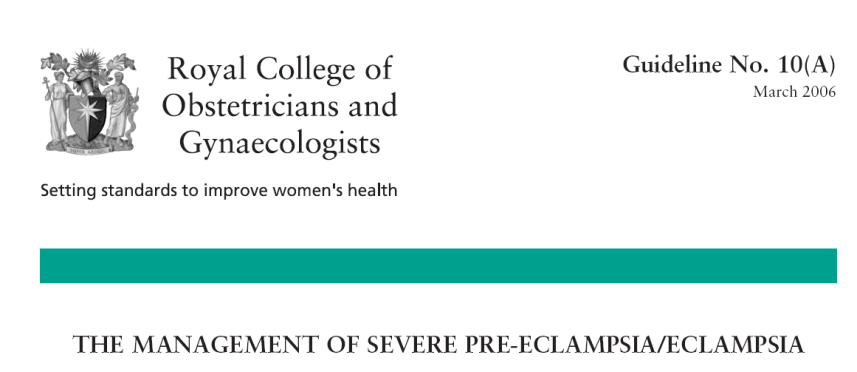 Royal College of
Obstetricians and
Gynaecologists
Setting standards to improve women's health
Guideline No. 10(A)
March 2006
THE MANAGEMENT OF SEVERE PRE-ECLAMPSIA/ECLAMPSIA